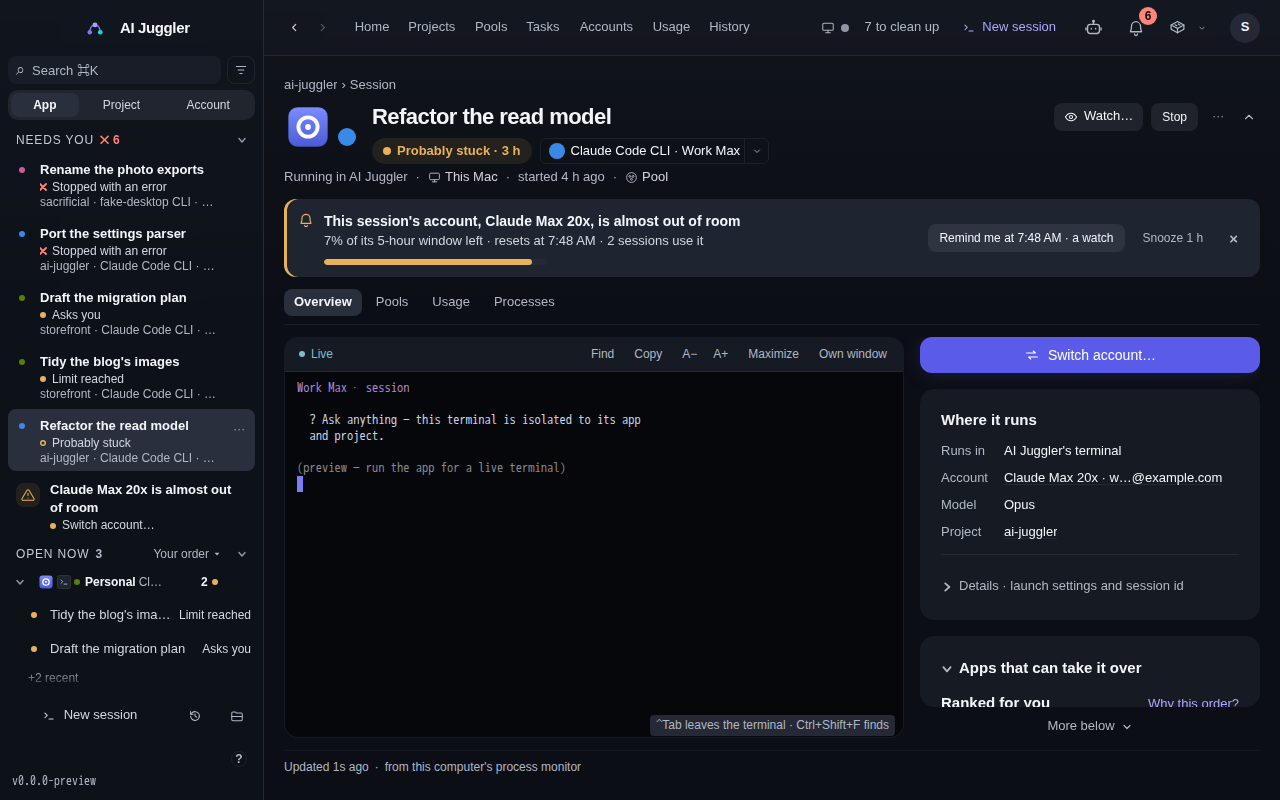 AI Juggler
Search ⌘K
App Project Account
NEEDS YOU 6
Rename the photo exports
Stopped with an error
sacrificial · fake-desktop CLI · …
Port the settings parser
Stopped with an error
ai-juggler · Claude Code CLI · …
Draft the migration plan
Asks you
storefront · Claude Code CLI · …
Tidy the blog's images
Limit reached
storefront · Claude Code CLI · …
Refactor the read model
Probably stuck
ai-juggler · Claude Code CLI · …
Claude Max 20x is almost out
of room
Switch account…
OPEN NOW 3 Your order
Personal Cl… 2
Tidy the blog's ima… Limit reached
Draft the migration plan Asks you
+2 recent
New session
?
v0.0.0-preview
Home Projects Pools Tasks Accounts Usage History
7 to clean up
New session
6
S
ai-juggler › Session
Refactor the read model
Watch… Stop …
Probably stuck · 3 h
Claude Code CLI · Work Max
Running in AI Juggler · This Mac · started 4 h ago · Pool
This session's account, Claude Max 20x, is almost out of room
7% of its 5-hour window left · resets at 7:48 AM · 2 sessions use it
Remind me at 7:48 AM · a watch Snooze 1 h ×
Overview Pools Usage Processes
Live Find Copy A− A+ Maximize Own window
Work Max · session
? Ask anything — this terminal is isolated to its app
and project.
(preview — run the app for a live terminal)
^Tab leaves the terminal · Ctrl+Shift+F finds
Switch account…
Where it runs
Runs in AI Juggler's terminal
Account Claude Max 20x · w…@example.com
Model Opus
Project ai-juggler
Details · launch settings and session id
Apps that can take it over
Ranked for you Why this order?
More below
Updated 1s ago · from this computer's process monitor